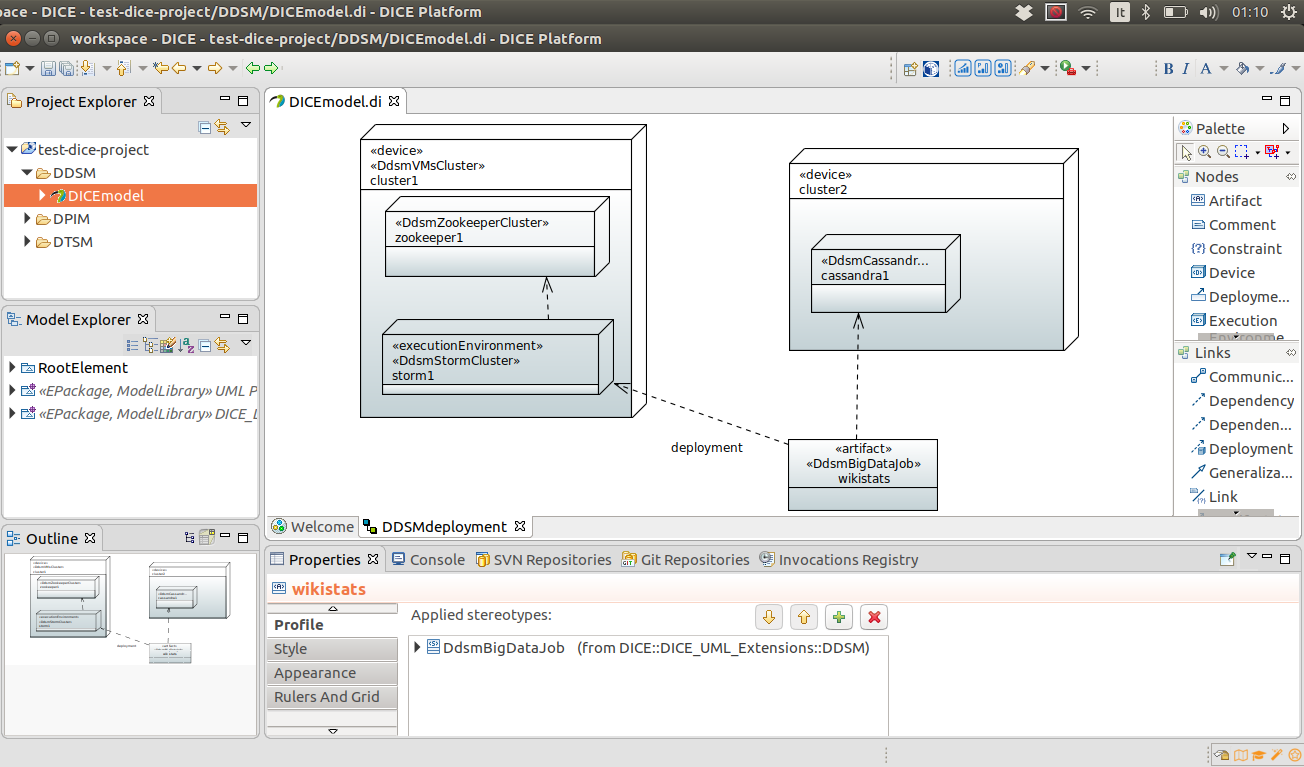 ace - DICE - test-dice-project/DDSM/DICEmodel.di - DICE Platform
It
01:10
workspace - DICE - test-dice-project/DDSM/DICEmodel.di - DICE Platform
B I A
Project Explorer
test-dice-project
DDSM
DICEmodel
DPIM
DTSM
Model Explorer
RootElement
«EPackage, ModelLibrary» UML P
«EPackage, ModelLibrary» DICE_D
Outline
DICEmodel.di
«device»
«DdsmVMsCluster»
cluster1
«DdsmZookeeperCluster»
zookeeper1
«executionEnvironment»
«DdsmStormCluster»
storm1
«device»
cluster2
«DdsmCassandr...
cassandra1
deployment
«artifact»
«DdsmBigDataJob»
wikistats
Palette
Nodes
Artifact
Comment
Constraint
Device
Deployme...
Execution
Links
Communic...
Dependency
Dependen...
Deployment
Generaliza...
Link
Welcome
DDSMdeployment
Properties
Console
SVN Repositories
Git Repositories
Invocations Registry
wikistats
Profile
Style
Appearance
Rulers And Grid
Applied stereotypes:
DdsmBigDataJob (from DICE::DICE_UML_Extensions::DDSM)